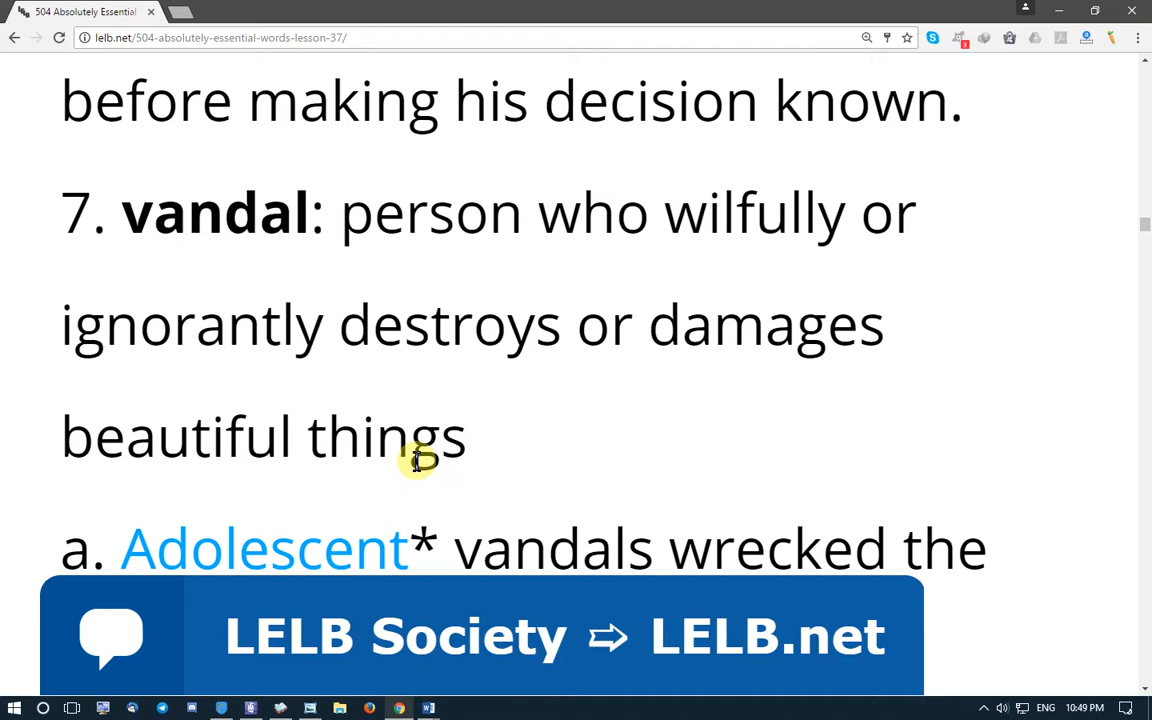 504 Absolutely Essential
lelb.net/504-absolutely-essential-words-lesson-37/
before making his decision known.
7. vandal: person who wilfully or
ignorantly destroys or damages
beautiful things
a. Adolescent* vandals wrecked the
LELB Society ⇨ LELB.net
ENG 10:49 PM